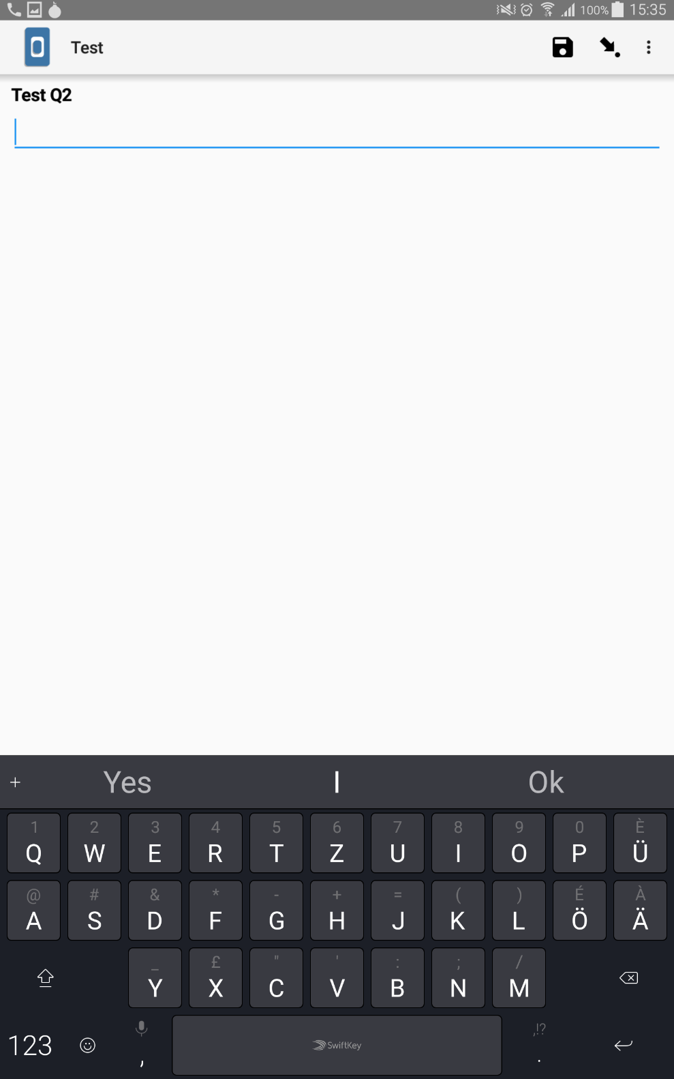 100% 15:35
Test
Test Q2
+ Yes I Ok
1 2 3 4 5 6 7 8 9 0 È
Q W E R T Z U I O P Ü
@ # & * - + = ( ) É À
A S D F G H J K L Ö Ä
_ £ " ' : ; /
Y X C V B N M
,!?
123 , SwiftKey .